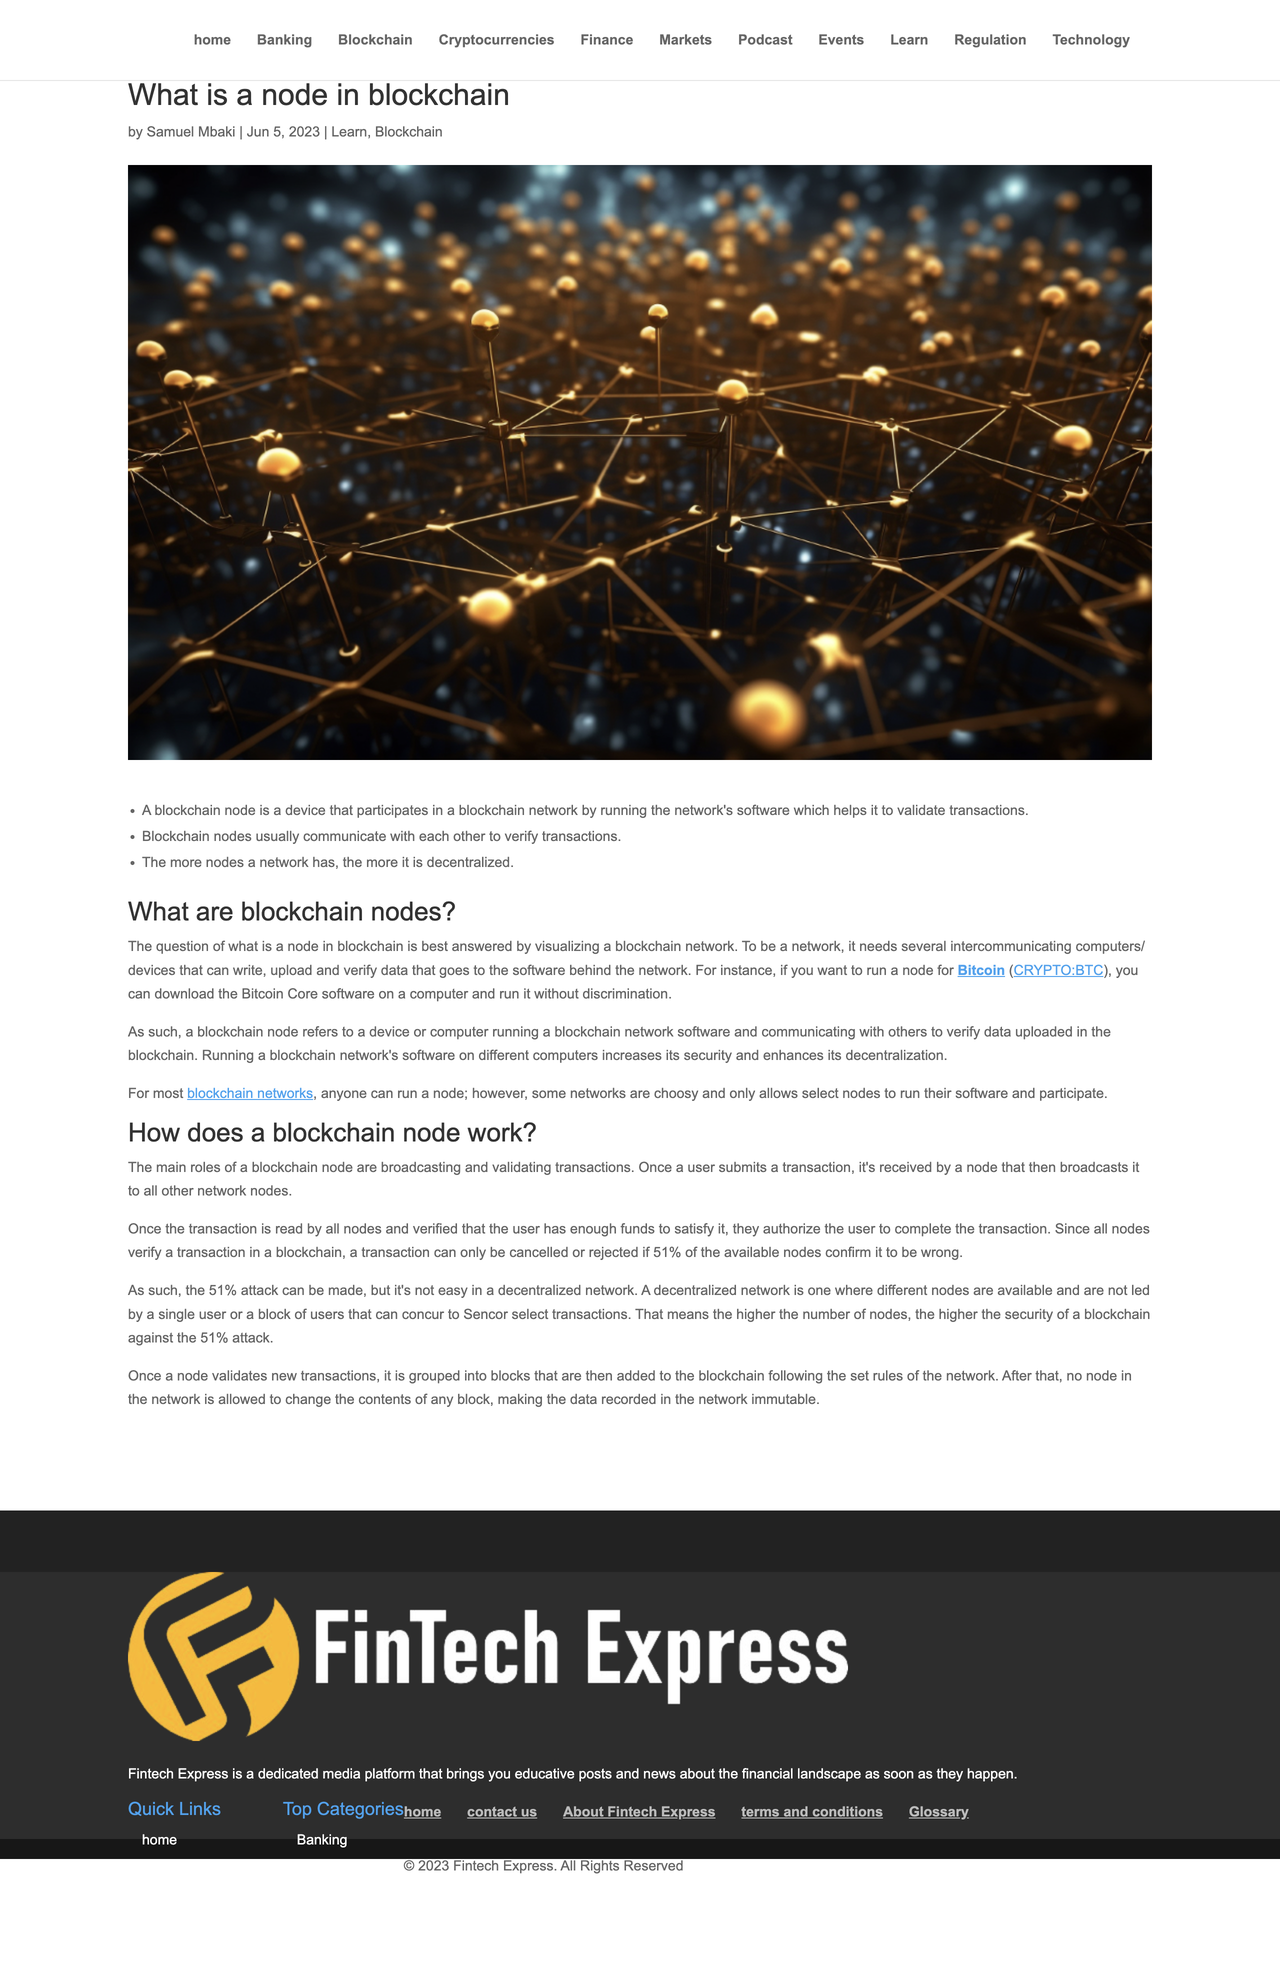 home Banking Blockchain Cryptocurrencies Finance Markets Podcast Events Learn Regulation Technology
What is a node in blockchain
by Samuel Mbaki | Jun 5, 2023 | Learn, Blockchain
• A blockchain node is a device that participates in a blockchain network by running the network's software which helps it to validate transactions.
• Blockchain nodes usually communicate with each other to verify transactions.
• The more nodes a network has, the more it is decentralized.
What are blockchain nodes?
The question of what is a node in blockchain is best answered by visualizing a blockchain network. To be a network, it needs several intercommunicating computers/
devices that can write, upload and verify data that goes to the software behind the network. For instance, if you want to run a node for Bitcoin (CRYPTO:BTC), you
can download the Bitcoin Core software on a computer and run it without discrimination.
As such, a blockchain node refers to a device or computer running a blockchain network software and communicating with others to verify data uploaded in the
blockchain. Running a blockchain network's software on different computers increases its security and enhances its decentralization.
For most blockchain networks, anyone can run a node; however, some networks are choosy and only allows select nodes to run their software and participate.
How does a blockchain node work?
The main roles of a blockchain node are broadcasting and validating transactions. Once a user submits a transaction, it's received by a node that then broadcasts it
to all other network nodes.
Once the transaction is read by all nodes and verified that the user has enough funds to satisfy it, they authorize the user to complete the transaction. Since all nodes
verify a transaction in a blockchain, a transaction can only be cancelled or rejected if 51% of the available nodes confirm it to be wrong.
As such, the 51% attack can be made, but it's not easy in a decentralized network. A decentralized network is one where different nodes are available and are not led
by a single user or a block of users that can concur to Sencor select transactions. That means the higher the number of nodes, the higher the security of a blockchain
against the 51% attack.
Once a node validates new transactions, it is grouped into blocks that are then added to the blockchain following the set rules of the network. After that, no node in
the network is allowed to change the contents of any block, making the data recorded in the network immutable.
FinTech Express
Fintech Express is a dedicated media platform that brings you educative posts and news about the financial landscape as soon as they happen.
Quick Links Top Categories home contact us About Fintech Express terms and conditions Glossary
home Banking
© 2023 Fintech Express. All Rights Reserved